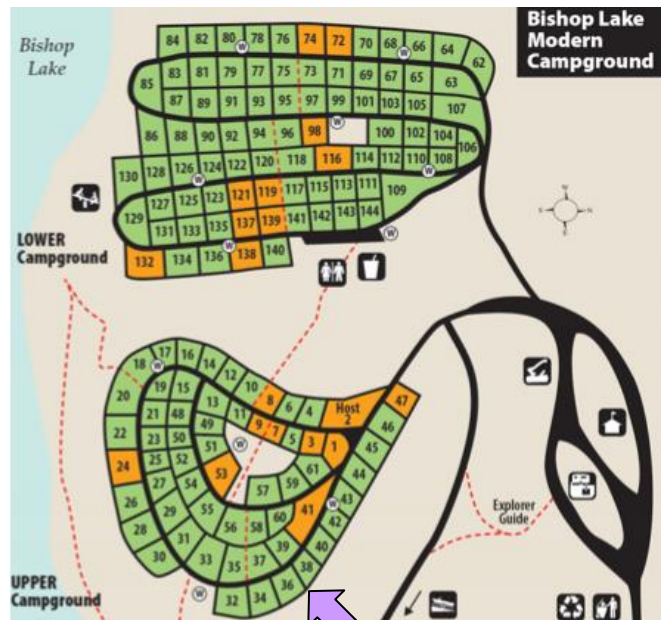 Bishop Lake
Modern
Campground
Bishop
Lake
84 82 80 78 76 74 72 70 68 66 64 62
85 83 81 79 77 75 73 71 69 67 65 63
87 89 91 93 95 97 99 101 103 105 107
86 88 90 92 94 96 98 100 102 104 106
130 128 126 124 122 120 118 116 114 112 110 108
129 127 125 123 121 119 117 115 113 111 109
131 133 135 137 139 141 142 143 144
132 134 136 138 140
W W W W W W W
LOWER
Campground
N
S
E
W
18 17 16 14 12 10 8 6 4 Host
2
47
20 19 15 13 11 9 7 5 3 1 46
22 21 48 49 45
24 23 50 51 53 61 44
25 52 59 57 43
26 27 54 55 41 42
28 31 56 58 60 40
29 33 35 37 39 38
30 32 34 36
W W W W
Explorer
Guide
UPPER
Campground